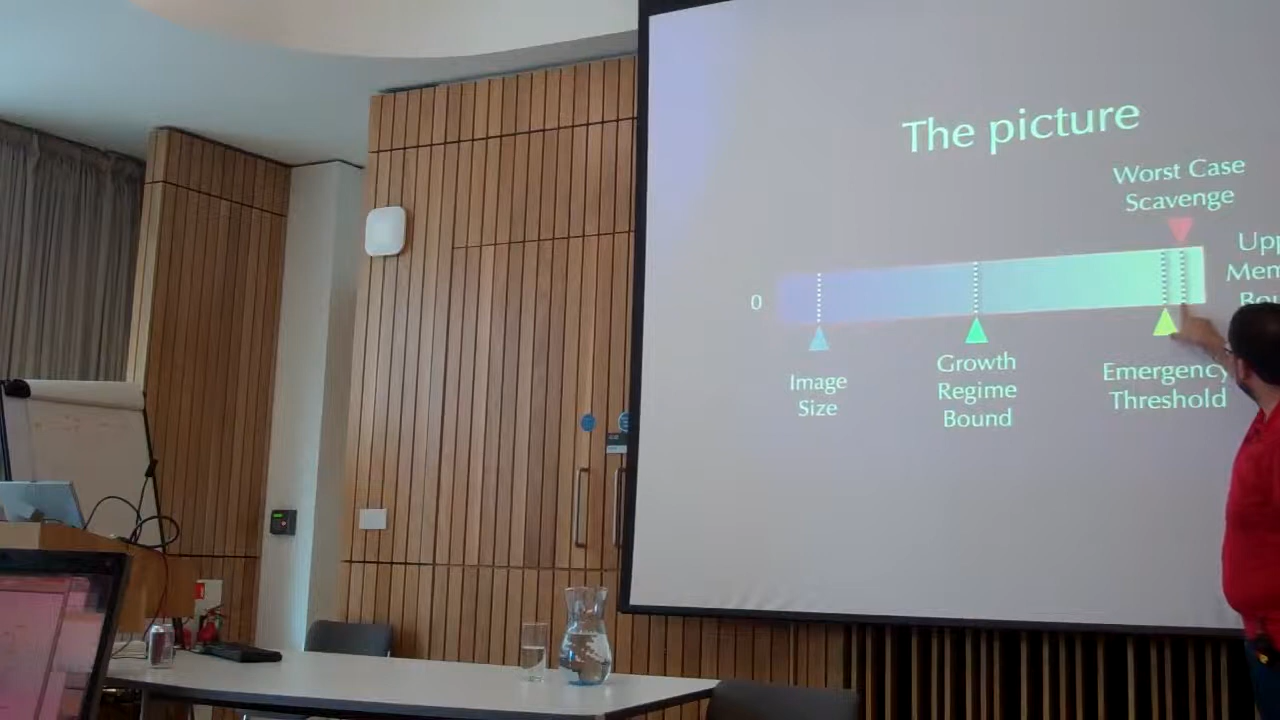 The picture
Worst Case
Scavenge
0
Image
Size
Growth
Regime
Bound
Emergency
Threshold